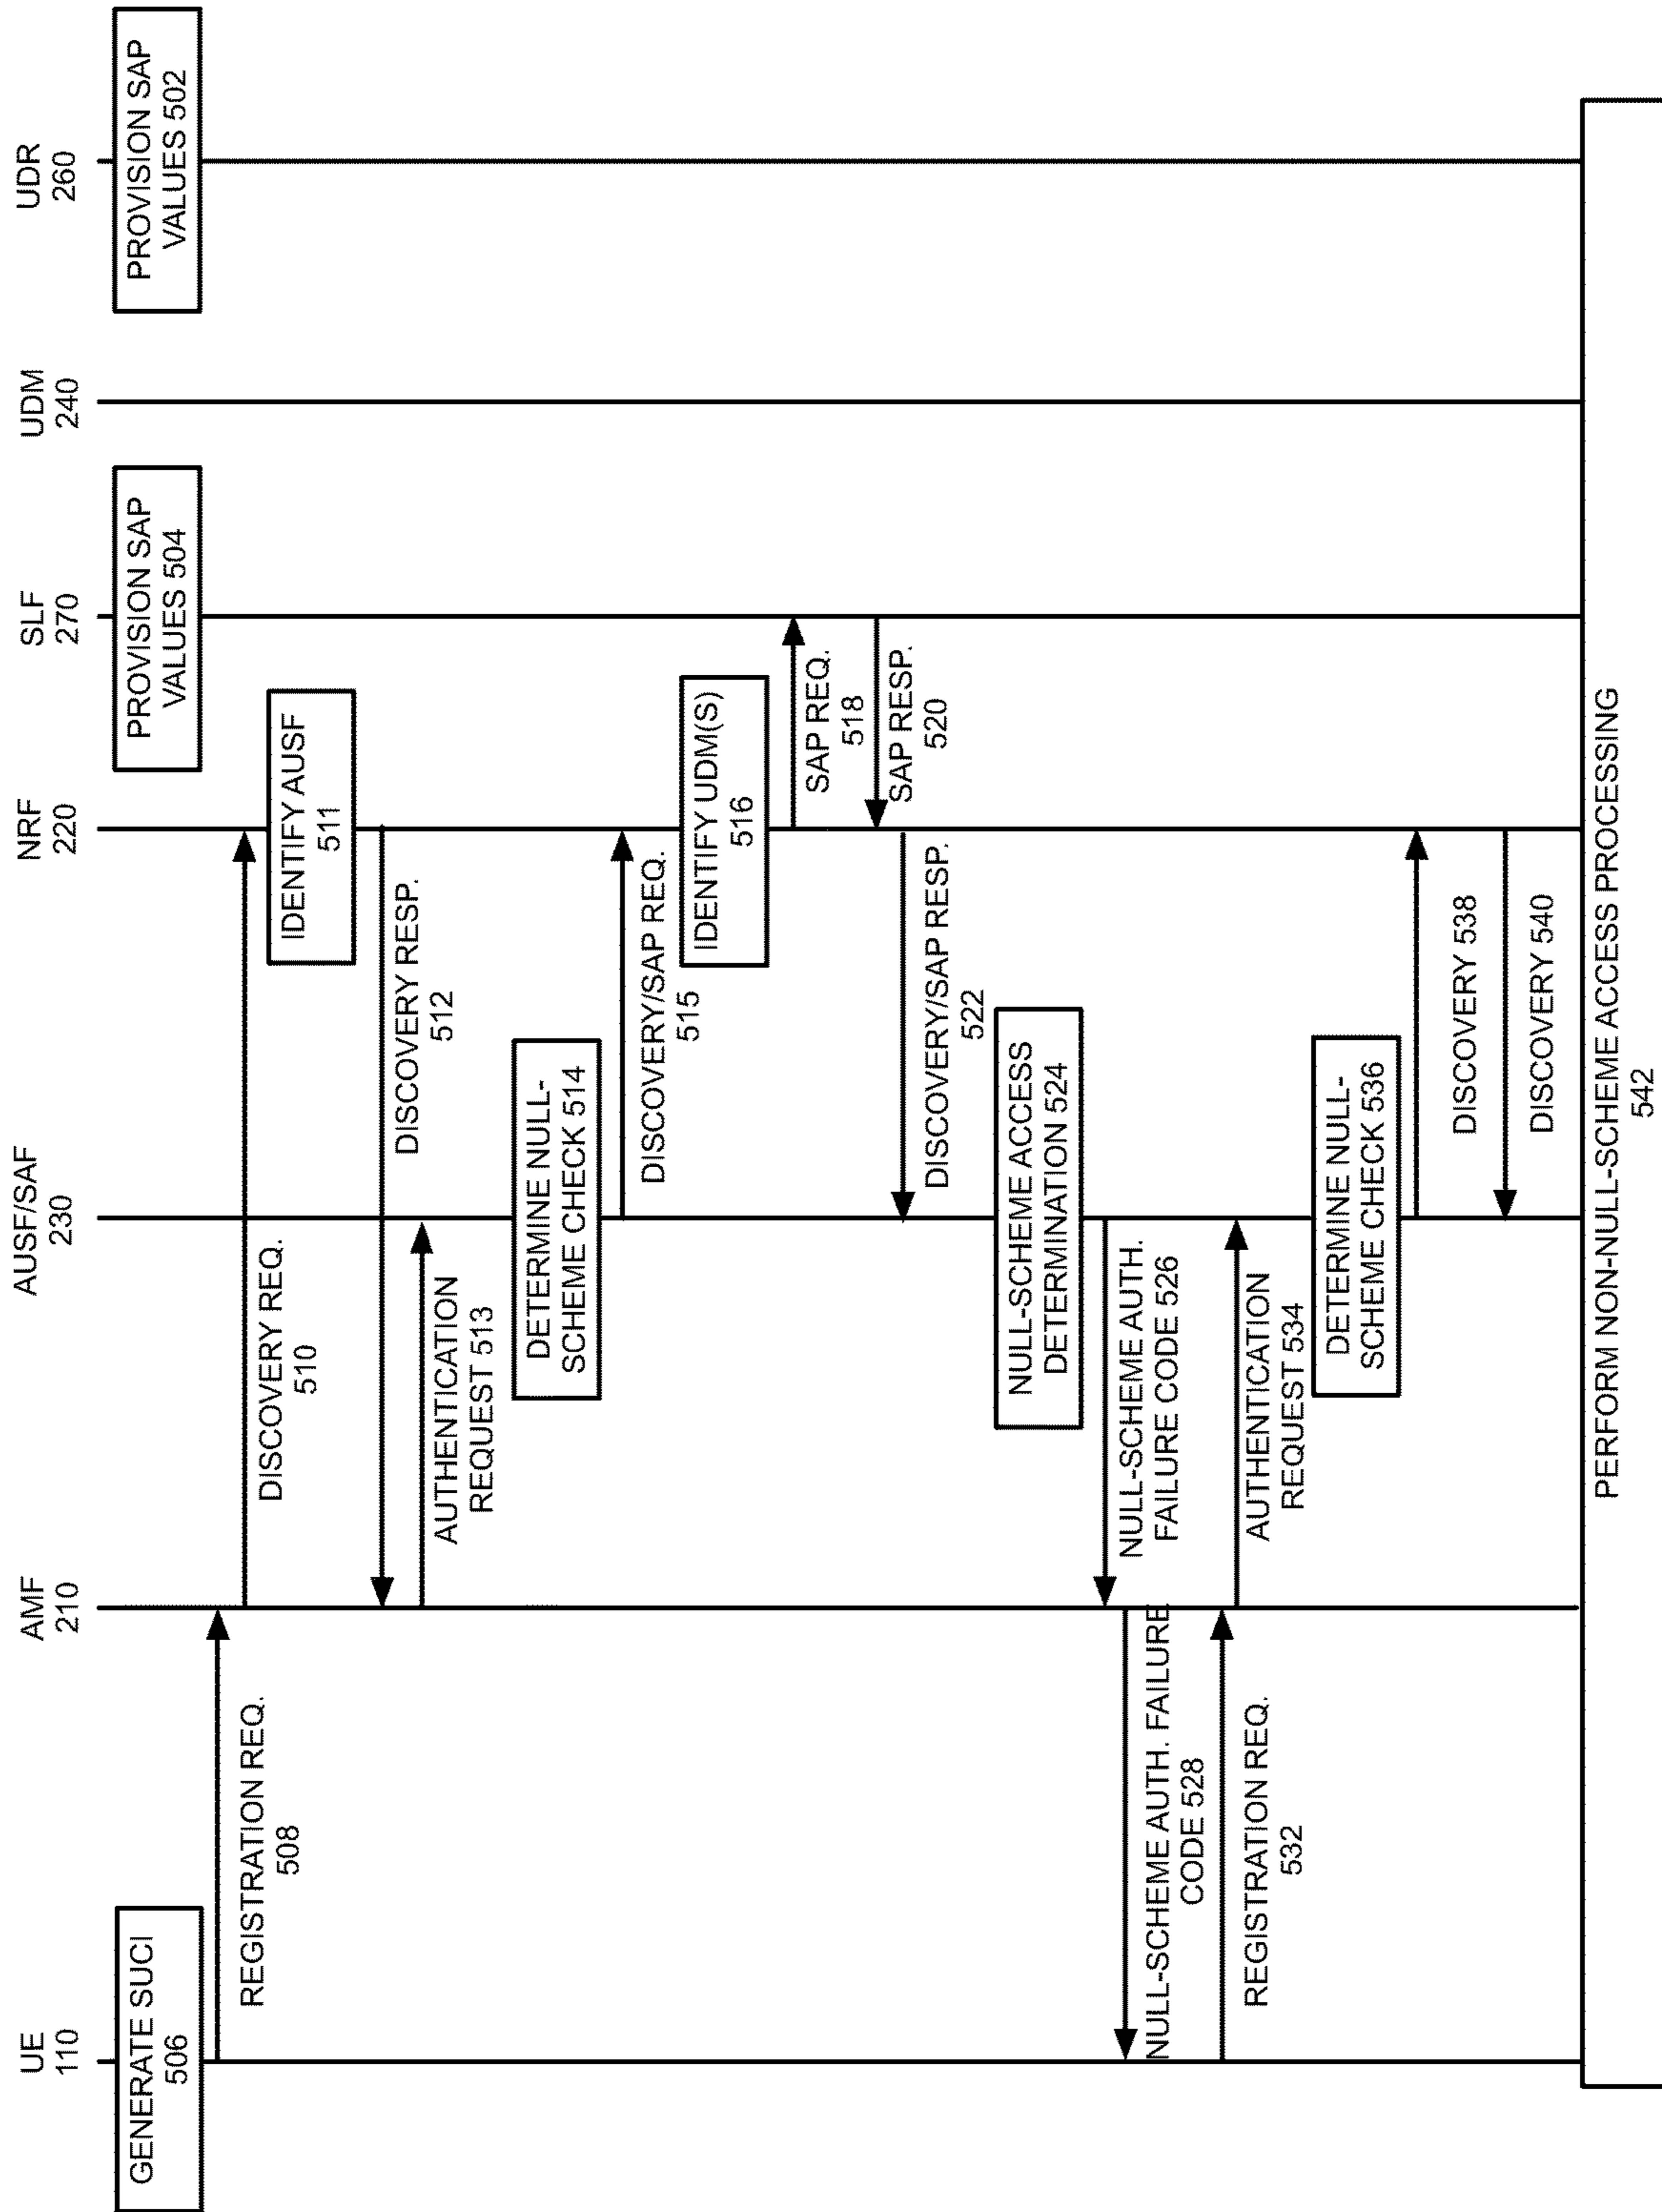 UE
110
AMF
210
AUSF/SAF
230
NRF
220
SLF
270
UDM
240
UDR
260
GENERATE SUCI
506
PROVISION SAP
VALUES 504
PROVISION SAP
VALUES 502
REGISTRATION REQ.
508
DISCOVERY REQ.
510
IDENTIFY AUSF
511
DISCOVERY RESP.
512
AUTHENTICATION
REQUEST 513
DETERMINE NULL-
SCHEME CHECK 514
DISCOVERY/SAP REQ.
515
IDENTIFY UDM(S)
516
SAP REQ.
518
SAP RESP.
520
DISCOVERY/SAP RESP.
522
NULL-SCHEME ACCESS
DETERMINATION 524
NULL-SCHEME AUTH.
FAILURE CODE 526
NULL-SCHEME AUTH. FAILURE
CODE 528
REGISTRATION REQ.
532
AUTHENTICATION
REQUEST 534
DETERMINE NULL-
SCHEME CHECK 536
DISCOVERY 538
DISCOVERY 540
PERFORM NON-NULL-SCHEME ACCESS PROCESSING
542